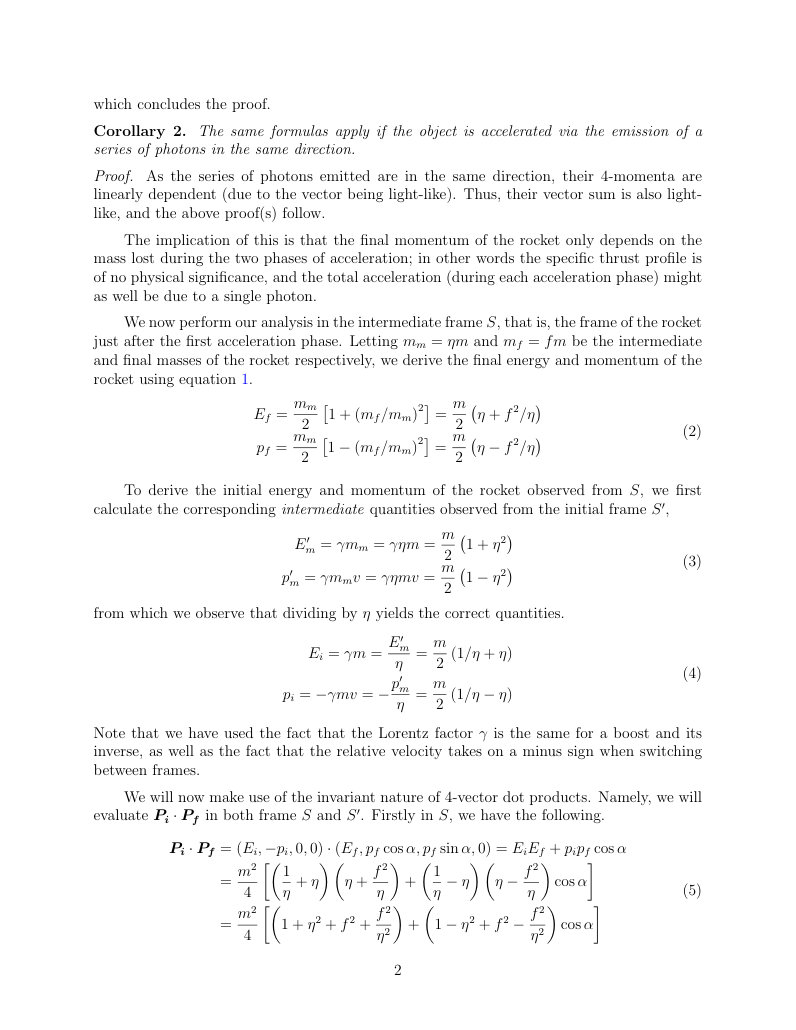 which concludes the proof.
Corollary 2. The same formulas apply if the object is accelerated via the emission of a
series of photons in the same direction.
Proof. As the series of photons emitted are in the same direction, their 4-momenta are
linearly dependent (due to the vector being light-like). Thus, their vector sum is also light-
like, and the above proof(s) follow.
The implication of this is that the final momentum of the rocket only depends on the
mass lost during the two phases of acceleration; in other words the specific thrust profile is
of no physical significance, and the total acceleration (during each acceleration phase) might
as well be due to a single photon.
We now perform our analysis in the intermediate frame S, that is, the frame of the rocket
just after the first acceleration phase. Letting m_m = ηm and m_f = fm be the intermediate
and final masses of the rocket respectively, we derive the final energy and momentum of the
rocket using equation 1.
E_f = m_m/2 [1 + (m_f/m_m)^2] = m/2 (η + f^2/η)
p_f = m_m/2 [1 − (m_f/m_m)^2] = m/2 (η − f^2/η)
(2)
To derive the initial energy and momentum of the rocket observed from S, we first
calculate the corresponding intermediate quantities observed from the initial frame S′,
E′_m = γm_m = γηm = m/2 (1 + η^2)
p′_m = γm_m v = γηmv = m/2 (1 − η^2)
(3)
from which we observe that dividing by η yields the correct quantities.
E_i = γm = E′_m/η = m/2 (1/η + η)
p_i = −γmv = −p′_m/η = m/2 (1/η − η)
(4)
Note that we have used the fact that the Lorentz factor γ is the same for a boost and its
inverse, as well as the fact that the relative velocity takes on a minus sign when switching
between frames.
We will now make use of the invariant nature of 4-vector dot products. Namely, we will
evaluate P_i · P_f in both frame S and S′. Firstly in S, we have the following.
P_i · P_f = (E_i, −p_i, 0, 0) · (E_f, p_f cos α, p_f sin α, 0) = E_i E_f + p_i p_f cos α
= m^2/4 [(1/η + η) (η + f^2/η) + (1/η − η) (η − f^2/η) cos α]
= m^2/4 [(1 + η^2 + f^2 + f^2/η^2) + (1 − η^2 + f^2 − f^2/η^2) cos α]
(5)
2